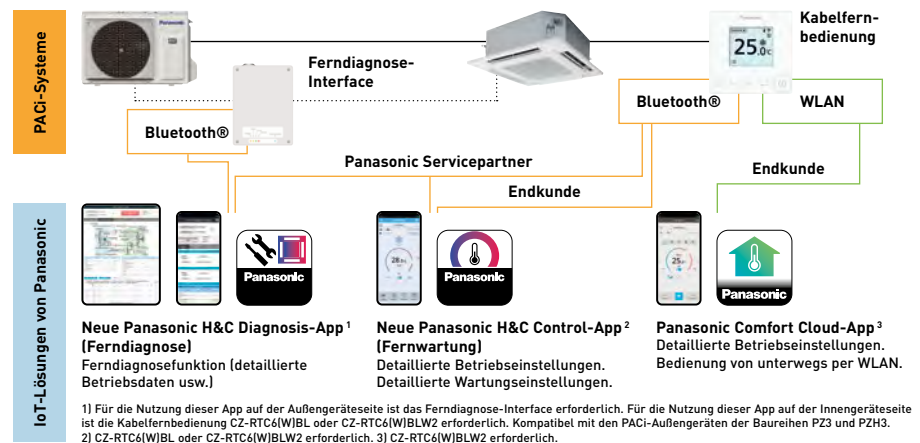 PACi-Systeme
Panasonic
Ferndiagnose-
Interface
Kabelfern-
bedienung
Panasonic
25.0°C
Bluetooth®
Bluetooth®
WLAN
Panasonic Servicepartner
Endkunde
Endkunde
IoT-Lösungen von Panasonic
Panasonic
Panasonic
Panasonic
Neue Panasonic H&C Diagnosis-App¹
(Ferndiagnose)
Ferndiagnosefunktion (detaillierte
Betriebsdaten usw.)
Neue Panasonic H&C Control-App²
(Fernwartung)
Detaillierte Betriebseinstellungen.
Detaillierte Wartungseinstellungen.
Panasonic Comfort Cloud-App³
Detaillierte Betriebseinstellungen.
Bedienung von unterwegs per WLAN.
1) Für die Nutzung dieser App auf der Außengeräteseite ist das Ferndiagnose-Interface erforderlich. Für die Nutzung dieser App auf der Innengeräteseite
ist die Kabelfernbedienung CZ-RTC6(W)BL oder CZ-RTC6(W)BLW2 erforderlich. Kompatibel mit den PACi-Außengeräten der Baureihen PZ3 und PZH3.
2) CZ-RTC6(W)BL oder CZ-RTC6(W)BLW2 erforderlich. 3) CZ-RTC6(W)BLW2 erforderlich.